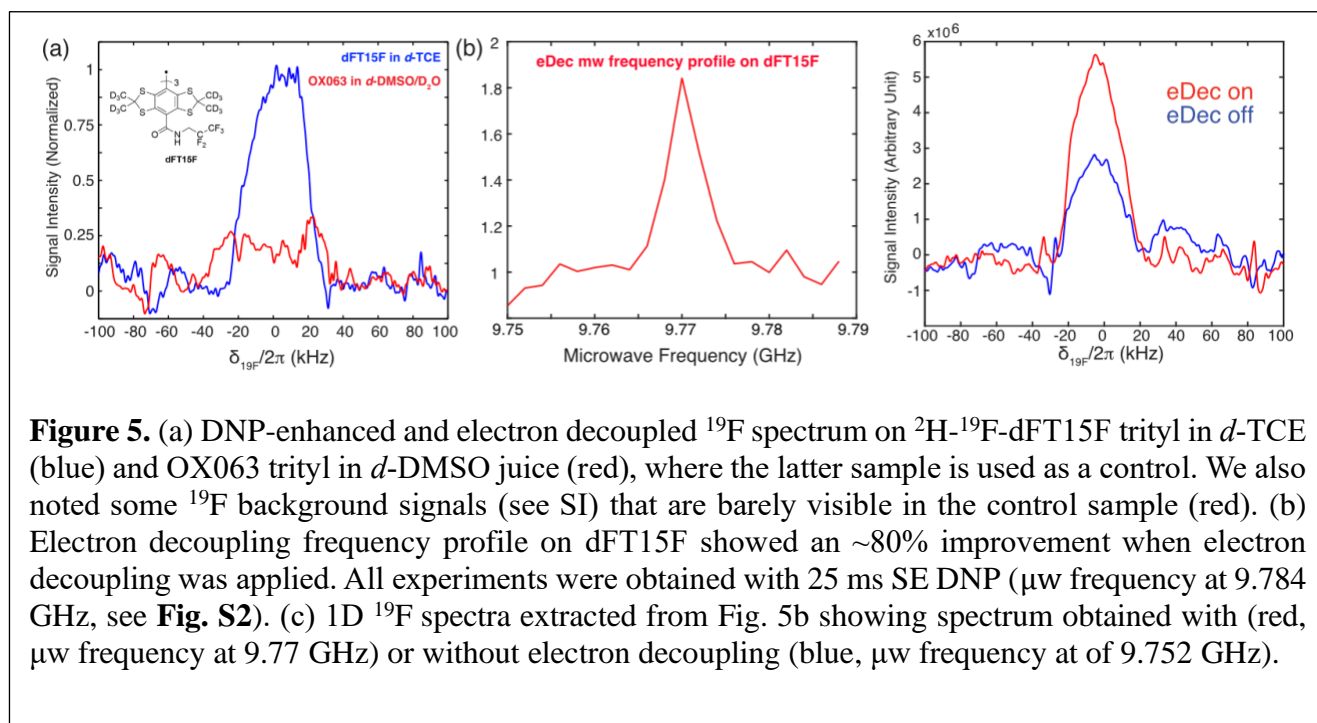 (a)
dFT15F in d-TCE
OX063 in d-DMSO/D2O
Signal Intensity (Normalized)
1
0.75
0.5
0.25
0
-100 -80 -60 -40 -20 0 20 40 60 80 100
δ19F/2π (kHz)
3
D3C
D3C
CD3
CD3
S
S
S
S
O
N
H
CF3
C
F2
dFT15F
(b)
eDec mw frequency profile on dFT15F
2
1.8
1.6
1.4
1.2
1
0.8
9.75 9.76 9.77 9.78 9.79
Microwave Frequency (GHz)
×10⁶
Signal Intensity (Arbitrary Unit)
eDec on
eDec off
6
5
4
3
2
1
0
-1
-100 -80 -60 -40 -20 0 20 40 60 80 100
δ19F/2π (kHz)
Figure 5. (a) DNP-enhanced and electron decoupled ¹⁹F spectrum on ²H-¹⁹F-dFT15F trityl in d-TCE
(blue) and OX063 trityl in d-DMSO juice (red), where the latter sample is used as a control. We also
noted some ¹⁹F background signals (see SI) that are barely visible in the control sample (red). (b)
Electron decoupling frequency profile on dFT15F showed an ~80% improvement when electron
decoupling was applied. All experiments were obtained with 25 ms SE DNP (μw frequency at 9.784
GHz, see Fig. S2). (c) 1D ¹⁹F spectra extracted from Fig. 5b showing spectrum obtained with (red,
μw frequency at 9.77 GHz) or without electron decoupling (blue, μw frequency at of 9.752 GHz).